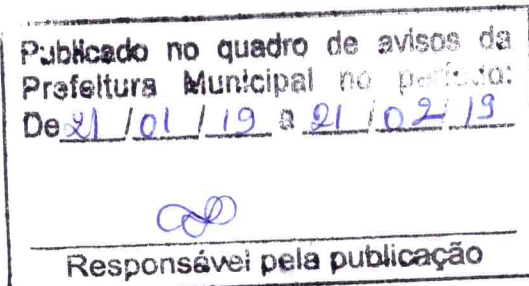 Publicado no quadro de avisos da
Prefeitura Municipal no período:
De 21 / 01 / 19 a 21 / 02 / 19
Responsável pela publicação